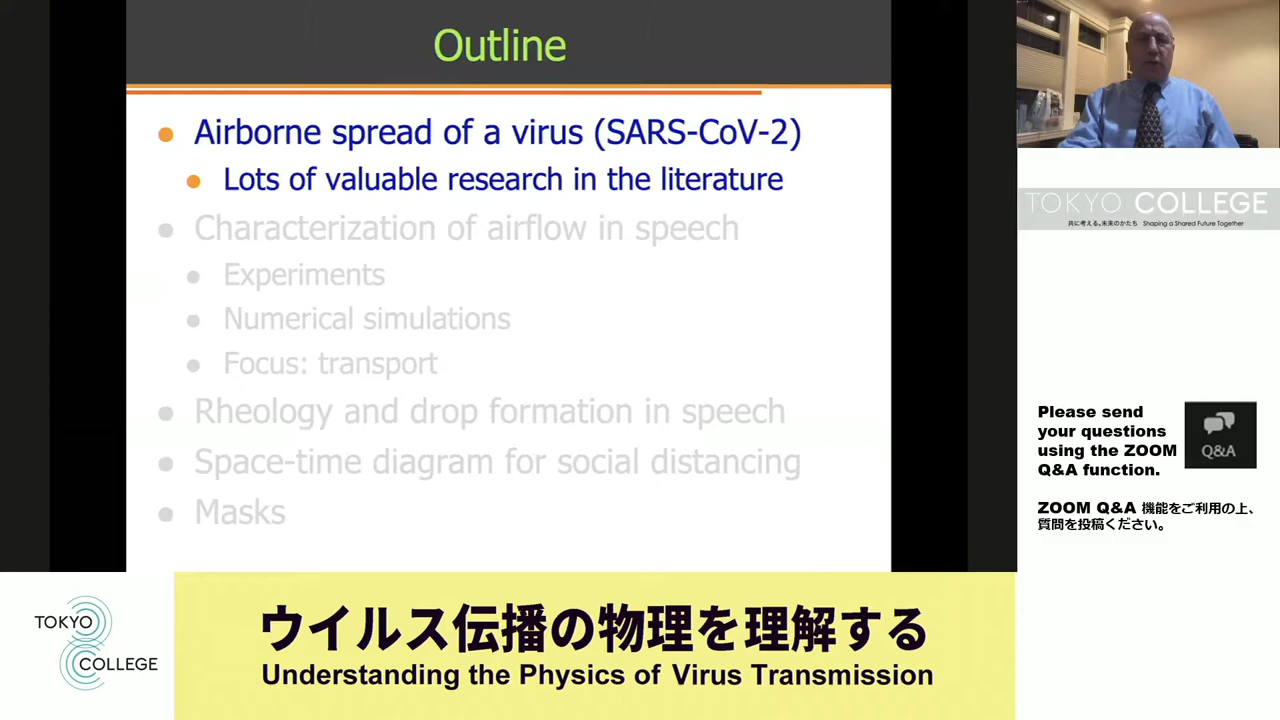 Outline
Airborne spread of a virus (SARS-CoV-2)
Lots of valuable research in the literature
Characterization of airflow in speech
Experiments
Numerical simulations
Focus: transport
Rheology and drop formation in speech
Space-time diagram for social distancing
Masks
TOKYO COLLEGE
共に考える。未来のかたち Shaping a Shared Future Together
Please send
your questions
using the ZOOM
Q&A function.
Q&A
ZOOM Q&A 機能をご利用の上、
質問を投稿ください。
TOKYO
COLLEGE
ウイルス伝播の物理を理解する
Understanding the Physics of Virus Transmission